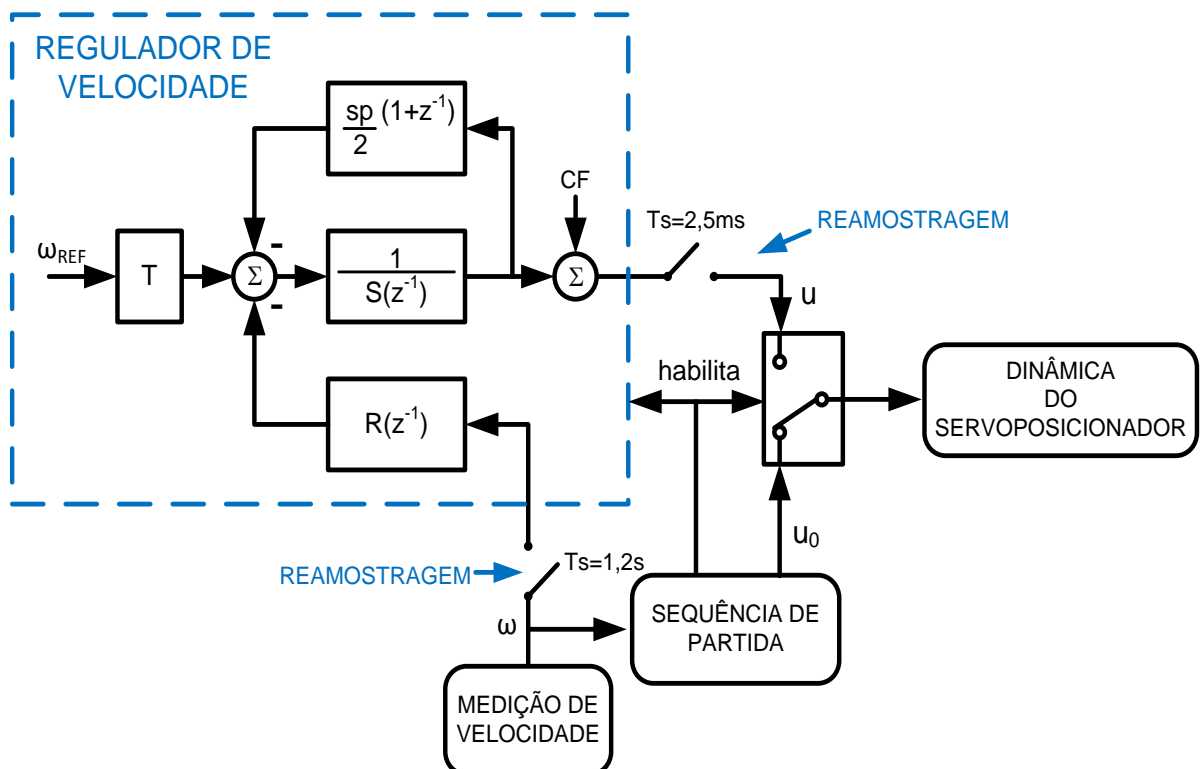 REGULADOR DE
VELOCIDADE
sp/2 (1+z⁻¹)
CF
Ts=2,5ms
REAMOSTRAGEM
ω_REF
T
Σ
-
-
1/S(z⁻¹)
Σ
u
habilita
DINÂMICA
DO
SERVOPOSICIONADOR
R(z⁻¹)
u₀
REAMOSTRAGEM
Ts=1,2s
ω
SEQUÊNCIA DE
PARTIDA
MEDIÇÃO DE
VELOCIDADE